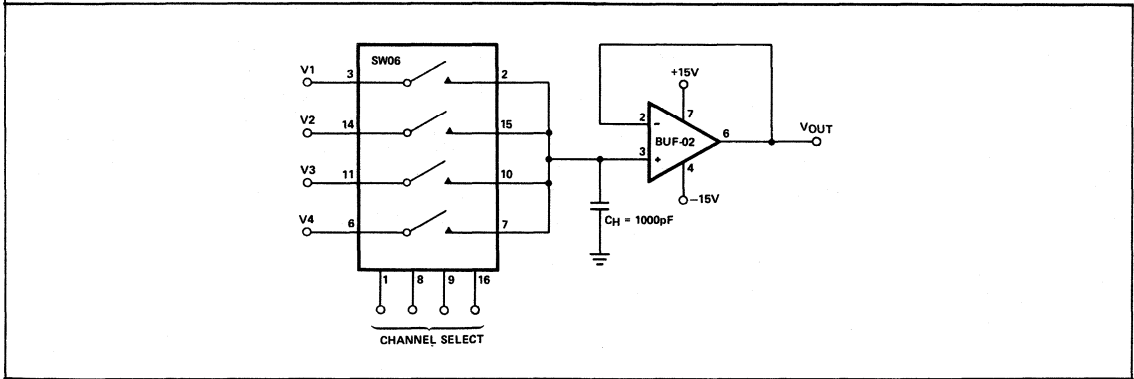 SW06
V1 3 2
V2 14 15
V3 11 10
V4 6 7
1 8 9 16
CHANNEL SELECT
+15V
7
2 −
BUF-02
3 +
6
VOUT
4
−15V
CH = 1000pF